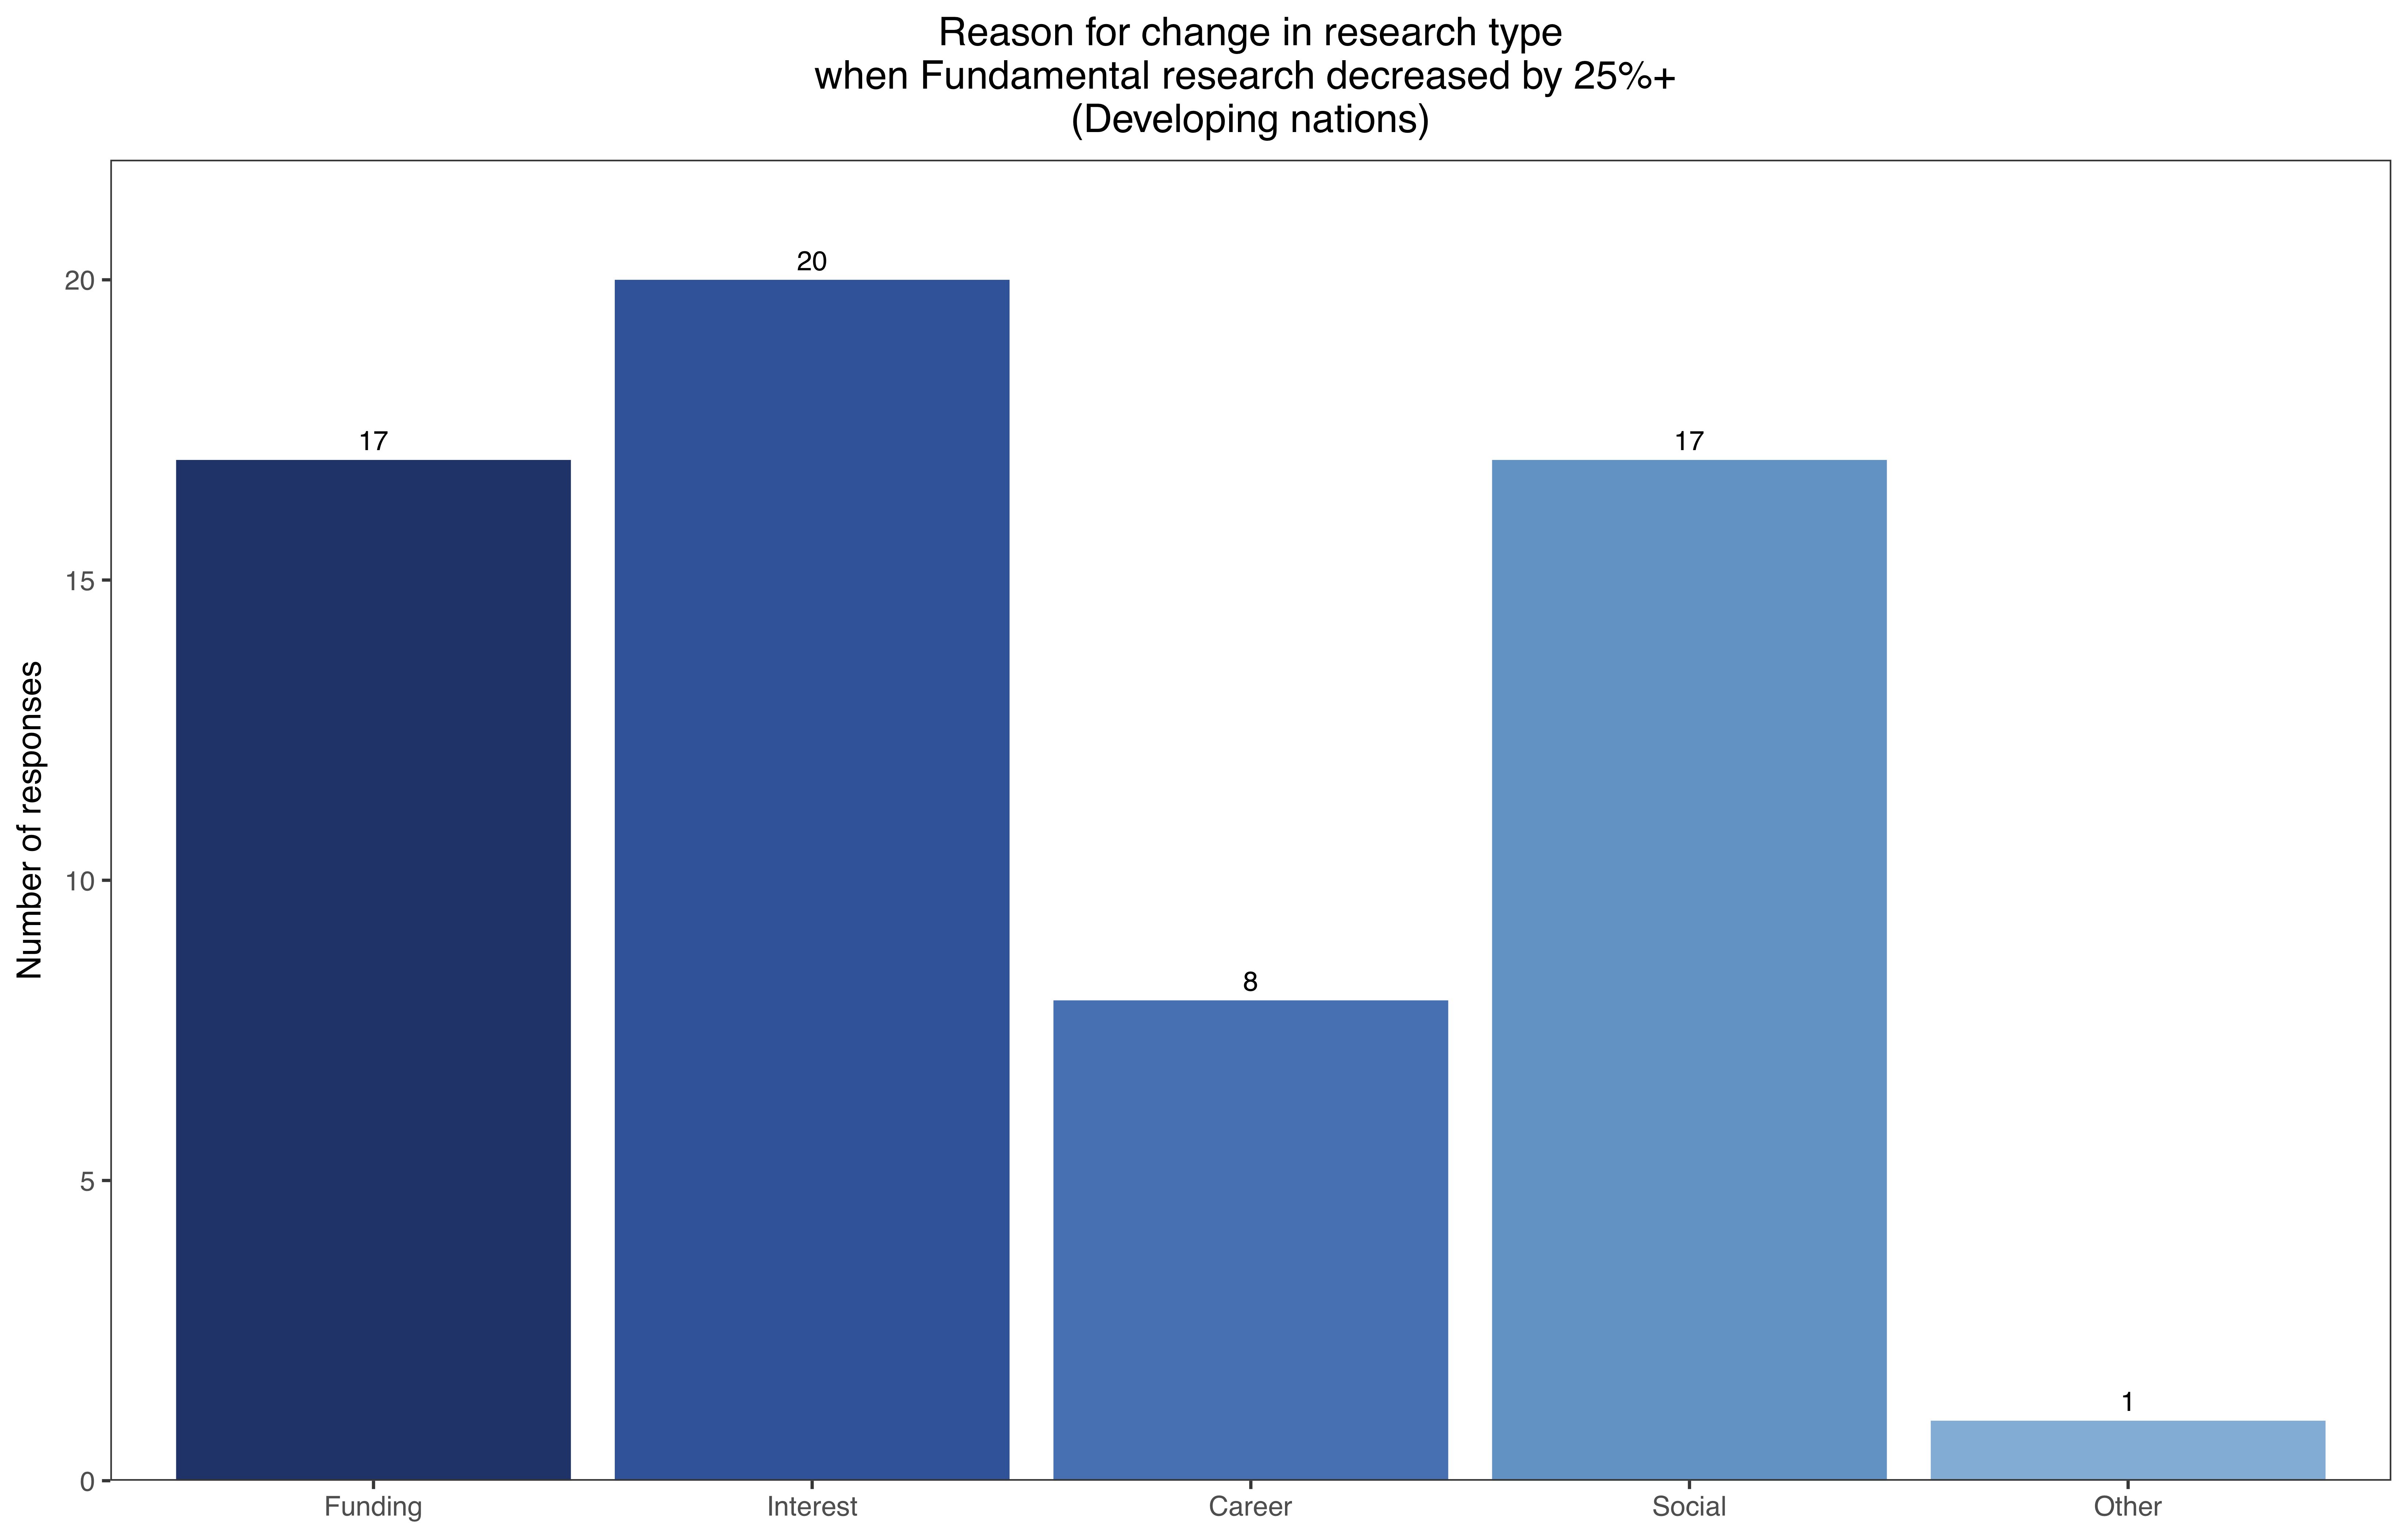 Reason for change in research type
when Fundamental research decreased by 25%+
(Developing nations)
Number of responses
20
15
10
5
0
17
20
8
17
1
Funding
Interest
Career
Social
Other